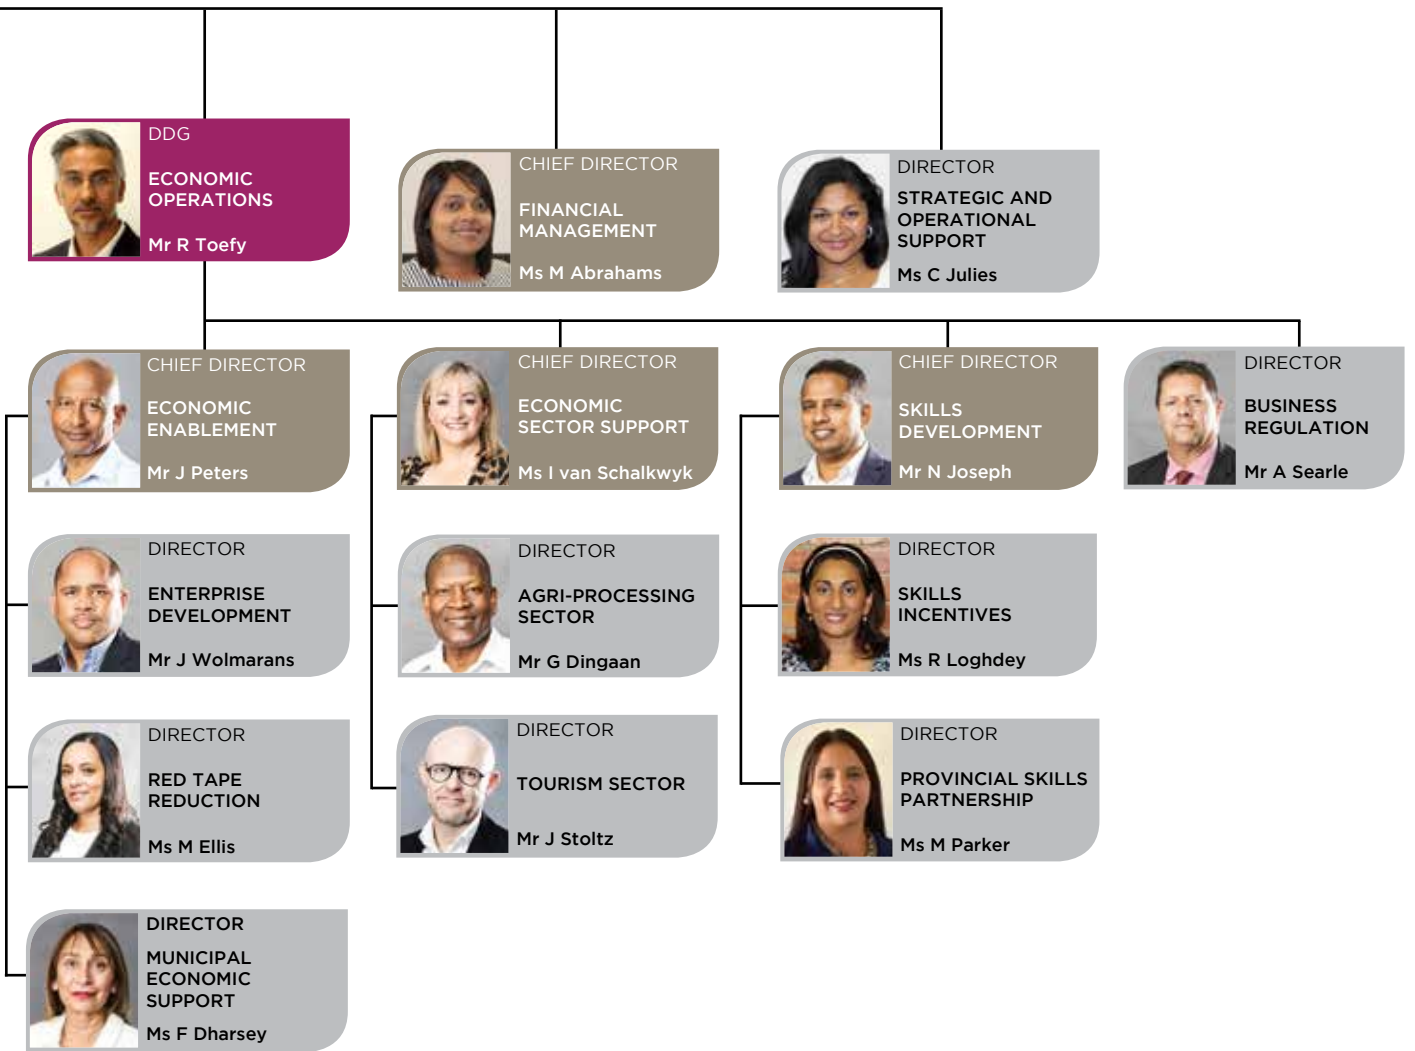 DDG
ECONOMIC
OPERATIONS
Mr R Toefy
CHIEF DIRECTOR
FINANCIAL
MANAGEMENT
Ms M Abrahams
DIRECTOR
STRATEGIC AND
OPERATIONAL
SUPPORT
Ms C Julies
CHIEF DIRECTOR
ECONOMIC
ENABLEMENT
Mr J Peters
CHIEF DIRECTOR
ECONOMIC
SECTOR SUPPORT
Ms I van Schalkwyk
CHIEF DIRECTOR
SKILLS
DEVELOPMENT
Mr N Joseph
DIRECTOR
BUSINESS
REGULATION
Mr A Searle
DIRECTOR
ENTERPRISE
DEVELOPMENT
Mr J Wolmarans
DIRECTOR
AGRI-PROCESSING
SECTOR
Mr G Dingaan
DIRECTOR
SKILLS
INCENTIVES
Ms R Loghdey
DIRECTOR
RED TAPE
REDUCTION
Ms M Ellis
DIRECTOR
TOURISM SECTOR
Mr J Stoltz
DIRECTOR
PROVINCIAL SKILLS
PARTNERSHIP
Ms M Parker
DIRECTOR
MUNICIPAL
ECONOMIC
SUPPORT
Ms F Dharsey